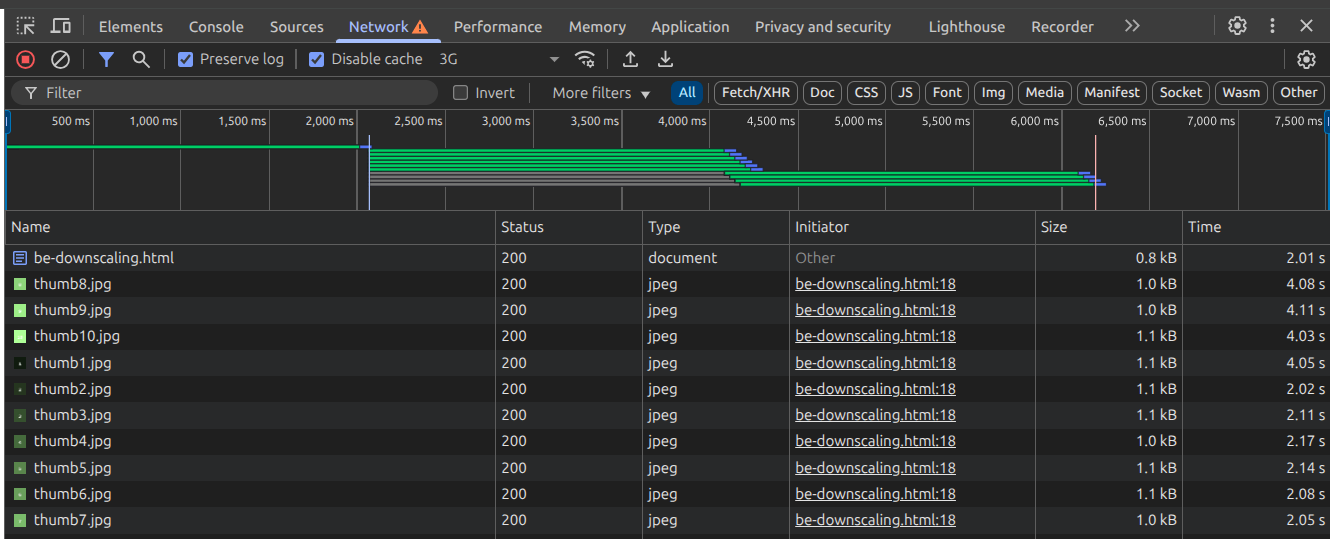 Elements Console Sources Network Performance Memory Application Privacy and security Lighthouse Recorder
Preserve log Disable cache 3G
Filter Invert More filters All Fetch/XHR Doc CSS JS Font Img Media Manifest Socket Wasm Other
500 ms 1,000 ms 1,500 ms 2,000 ms 2,500 ms 3,000 ms 3,500 ms 4,000 ms 4,500 ms 5,000 ms 5,500 ms 6,000 ms 6,500 ms 7,000 ms 7,500 ms
Name Status Type Initiator Size Time
be-downscaling.html 200 document Other 0.8 kB 2.01 s
thumb8.jpg 200 jpeg be-downscaling.html:18 1.0 kB 4.08 s
thumb9.jpg 200 jpeg be-downscaling.html:18 1.0 kB 4.11 s
thumb10.jpg 200 jpeg be-downscaling.html:18 1.1 kB 4.03 s
thumb1.jpg 200 jpeg be-downscaling.html:18 1.1 kB 4.05 s
thumb2.jpg 200 jpeg be-downscaling.html:18 1.1 kB 2.02 s
thumb3.jpg 200 jpeg be-downscaling.html:18 1.1 kB 2.11 s
thumb4.jpg 200 jpeg be-downscaling.html:18 1.0 kB 2.17 s
thumb5.jpg 200 jpeg be-downscaling.html:18 1.1 kB 2.14 s
thumb6.jpg 200 jpeg be-downscaling.html:18 1.1 kB 2.08 s
thumb7.jpg 200 jpeg be-downscaling.html:18 1.0 kB 2.05 s